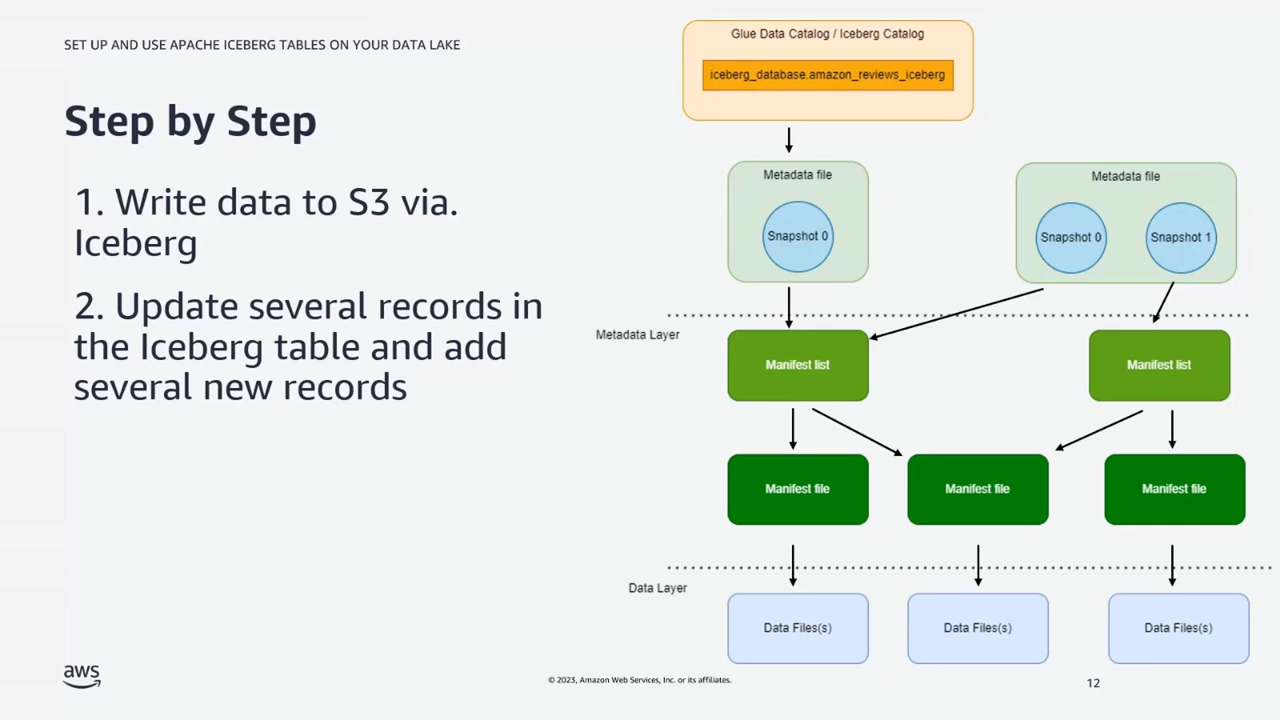 SET UP AND USE APACHE ICEBERG TABLES ON YOUR DATA LAKE
Step by Step
1. Write data to S3 via.
Iceberg
2. Update several records in
the Iceberg table and add
several new records
Glue Data Catalog / Iceberg Catalog
iceberg_database.amazon_reviews_iceberg
Metadata file
Snapshot 0
Metadata file
Snapshot 0
Snapshot 1
Metadata Layer
Manifest list
Manifest list
Manifest file
Manifest file
Manifest file
Data Layer
Data Files(s)
Data Files(s)
Data Files(s)
aws
© 2023, Amazon Web Services, Inc. or its affiliates.
12